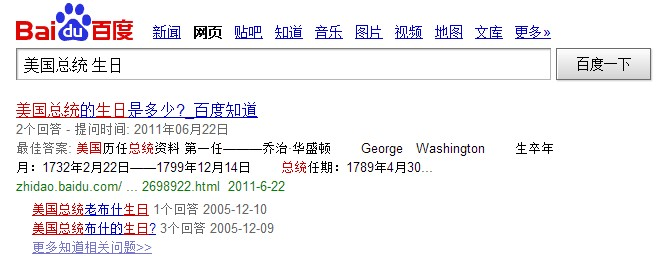 Bai du 百度 新闻 网页 贴吧 知道 音乐 图片 视频 地图 文库 更多»
美国总统 生日 百度一下
美国总统的生日是多少?_百度知道
2个回答 - 提问时间: 2011年06月22日
最佳答案: 美国历任总统资料 第一任———乔治·华盛顿 George Washington 生卒年
月：1732年2月22日——1799年12月14日 总统任期：1789年4月30...
zhidao.baidu.com/ ... 2698922.html 2011-6-22
美国总统老布什生日 1个回答 2005-12-10
美国总统布什的生日? 3个回答 2005-12-09
更多知道相关问题>>